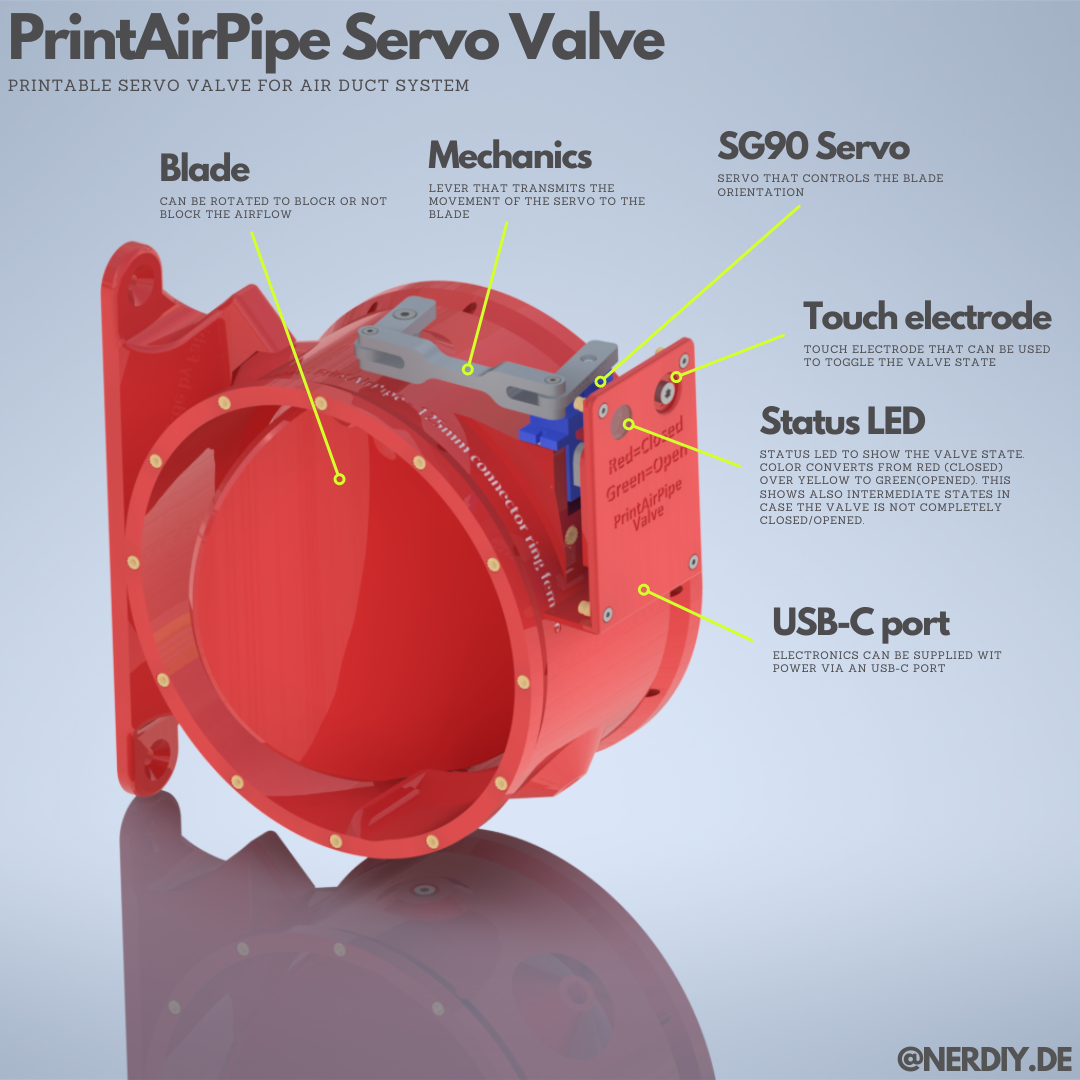 PrintAirPipe Servo Valve
PRINTABLE SERVO VALVE FOR AIR DUCT SYSTEM
Blade
CAN BE ROTATED TO BLOCK OR NOT
BLOCK THE AIRFLOW
Mechanics
LEVER THAT TRANSMITS THE
MOVEMENT OF THE SERVO TO THE
BLADE
SG90 Servo
SERVO THAT CONTROLS THE BLADE
ORIENTATION
Touch electrode
TOUCH ELECTRODE THAT CAN BE USED
TO TOGGLE THE VALVE STATE
Status LED
STATUS LED TO SHOW THE VALVE STATE.
COLOR CONVERTS FROM RED (CLOSED)
OVER YELLOW TO GREEN(OPENED). THIS
SHOWS ALSO INTERMEDIATE STATES IN
CASE THE VALVE IS NOT COMPLETELY
CLOSED/OPENED.
USB-C port
ELECTRONICS CAN BE SUPPLIED WIT
POWER VIA AN USB-C PORT
Red=Closed
Green=Open
PrintAirPipe
Valve
125mm connector ring fem
@NERDIY.DE